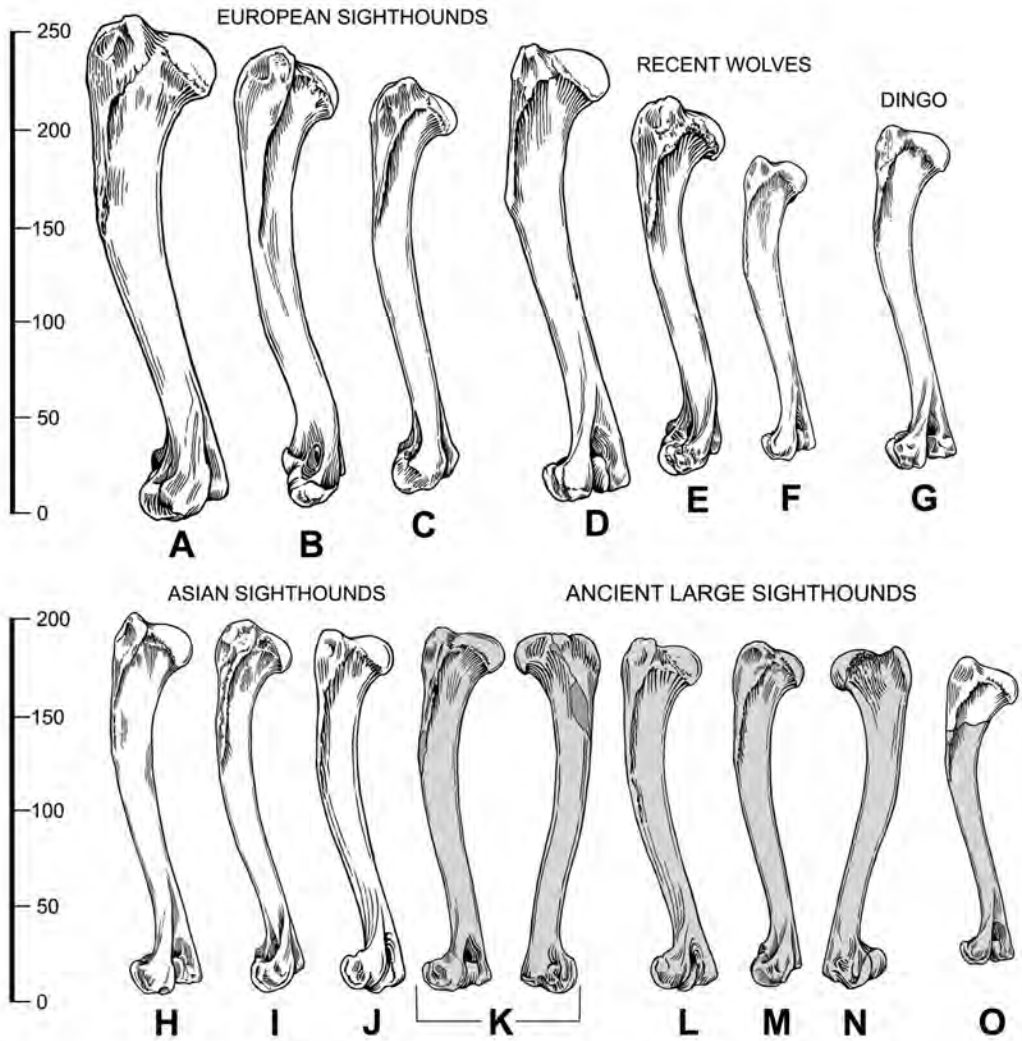 EUROPEAN SIGHTHOUNDS
RECENT WOLVES
DINGO
250
200
150
100
50
0
A B C D E F G
ASIAN SIGHTHOUNDS ANCIENT LARGE SIGHTHOUNDS
200
150
100
50
0
H I J K L M N O